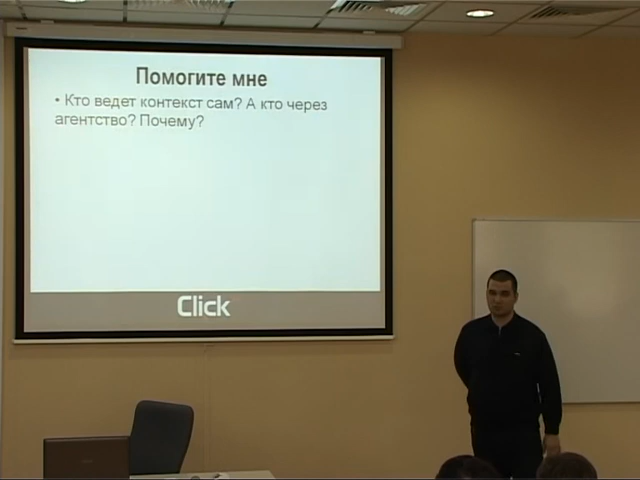 Помогите мне
• Кто ведет контекст сам? А кто через
агентство? Почему?
Click